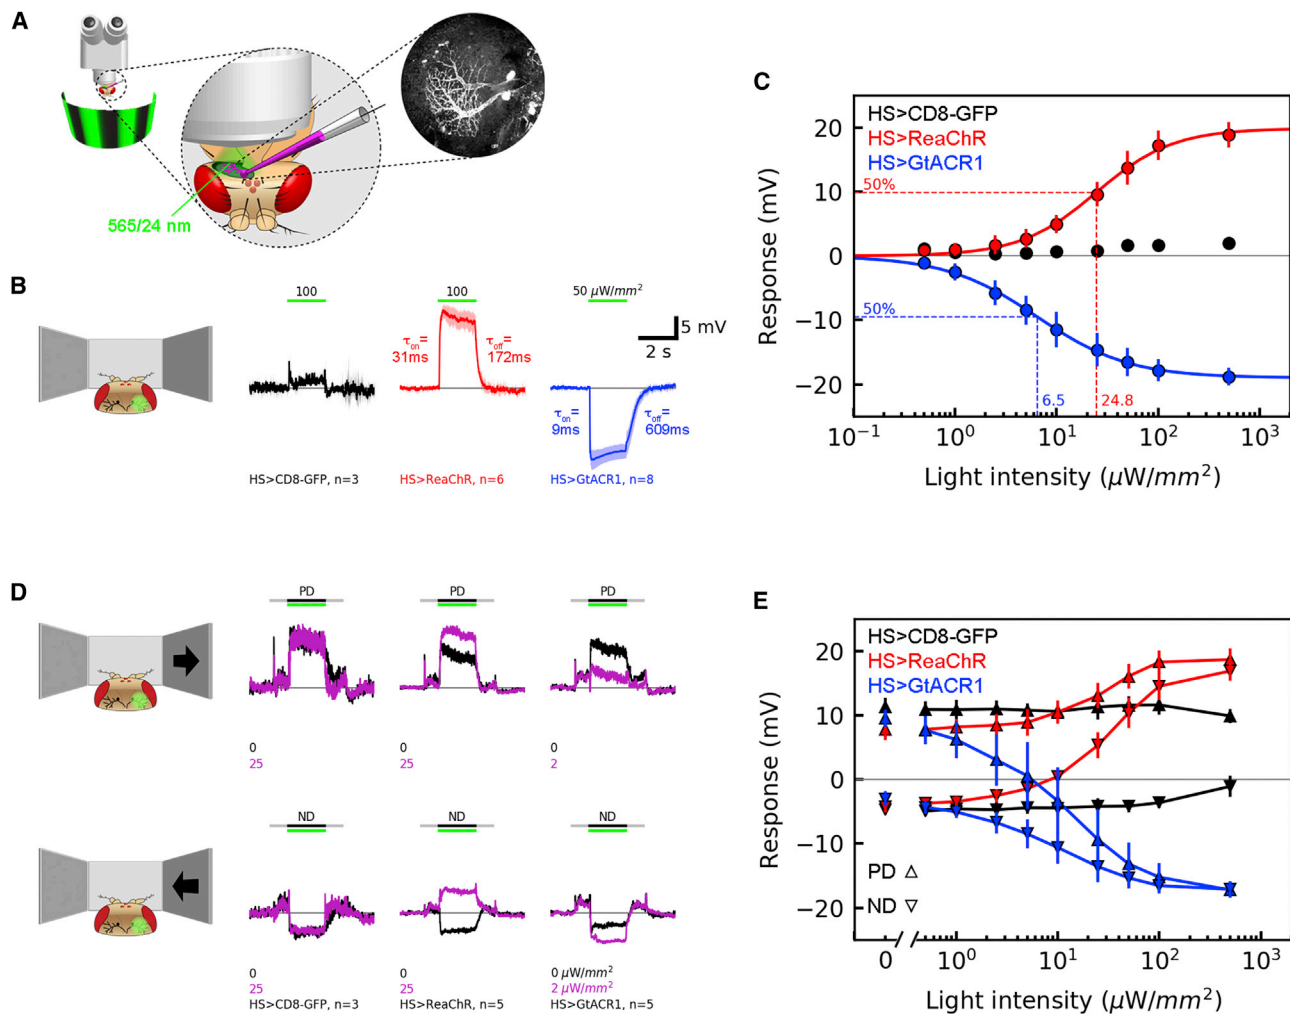 A
565/24 nm
B
100
100
50 μW/mm²
τon=
31ms
τoff=
172ms
5 mV
2 s
τon=
9ms
τoff=
609ms
HS>CD8-GFP, n=3
HS>ReaChR, n=6
HS>GtACR1, n=8
C
HS>CD8-GFP
HS>ReaChR
HS>GtACR1
50%
50%
6.5
24.8
20
10
0
−10
−20
Response (mV)
10⁻¹
10⁰
10¹
10²
10³
Light intensity (μW/mm²)
D
PD
PD
PD
0
25
0
25
0
2
ND
ND
ND
0
25
0
25
0 μW/mm²
2 μW/mm²
HS>CD8-GFP, n=3
HS>ReaChR, n=5
HS>GtACR1, n=5
E
HS>CD8-GFP
HS>ReaChR
HS>GtACR1
PD △
ND ▽
20
10
0
−10
−20
Response (mV)
0
10⁰
10¹
10²
10³
Light intensity (μW/mm²)